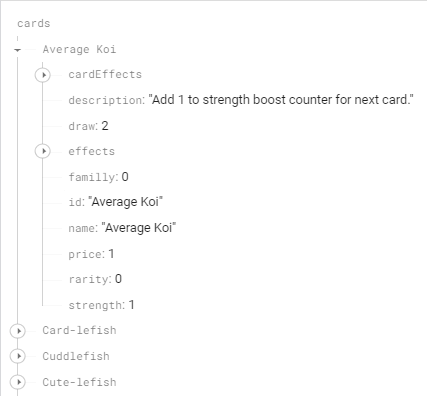 cards
Average Koi
cardEffects
description: "Add 1 to strength boost counter for next card."
draw: 2
effects
familly: 0
id: "Average Koi"
name: "Average Koi"
price: 1
rarity: 0
strength: 1
Card-lefish
Cuddlefish
Cute-lefish